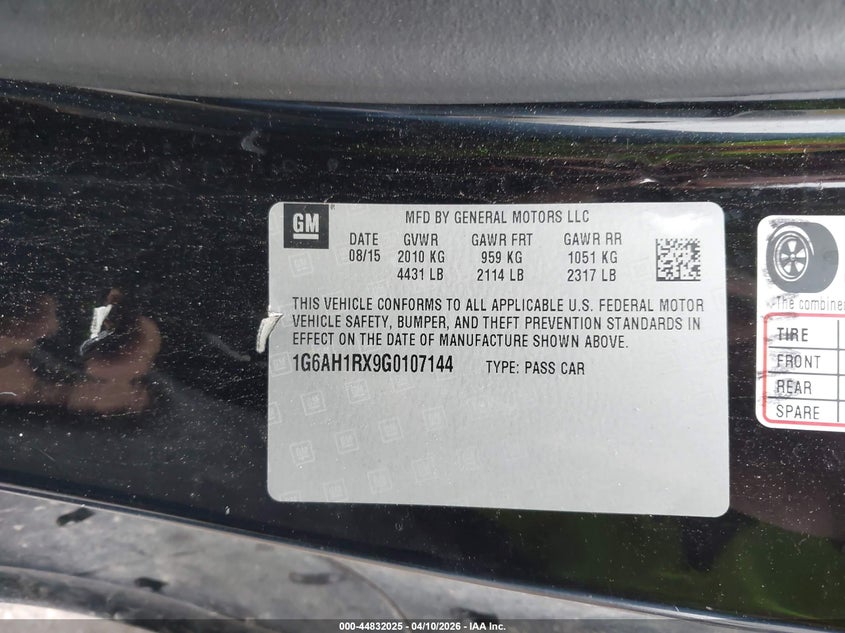 GM
MFD BY GENERAL MOTORS LLC
DATE GVWR GAWR FRT GAWR RR
08/15 2010 KG 959 KG 1051 KG
4431 LB 2114 LB 2317 LB
THIS VEHICLE CONFORMS TO ALL APPLICABLE U.S. FEDERAL MOTOR
VEHICLE SAFETY, BUMPER, AND THEFT PREVENTION STANDARDS IN
EFFECT ON THE DATE OF MANUFACTURE SHOWN ABOVE.
1G6AH1RX9G0107144 TYPE: PASS CAR
The combine
TIRE
FRONT
REAR
SPARE
000-44832025 - 04/10/2026 - IAA Inc.